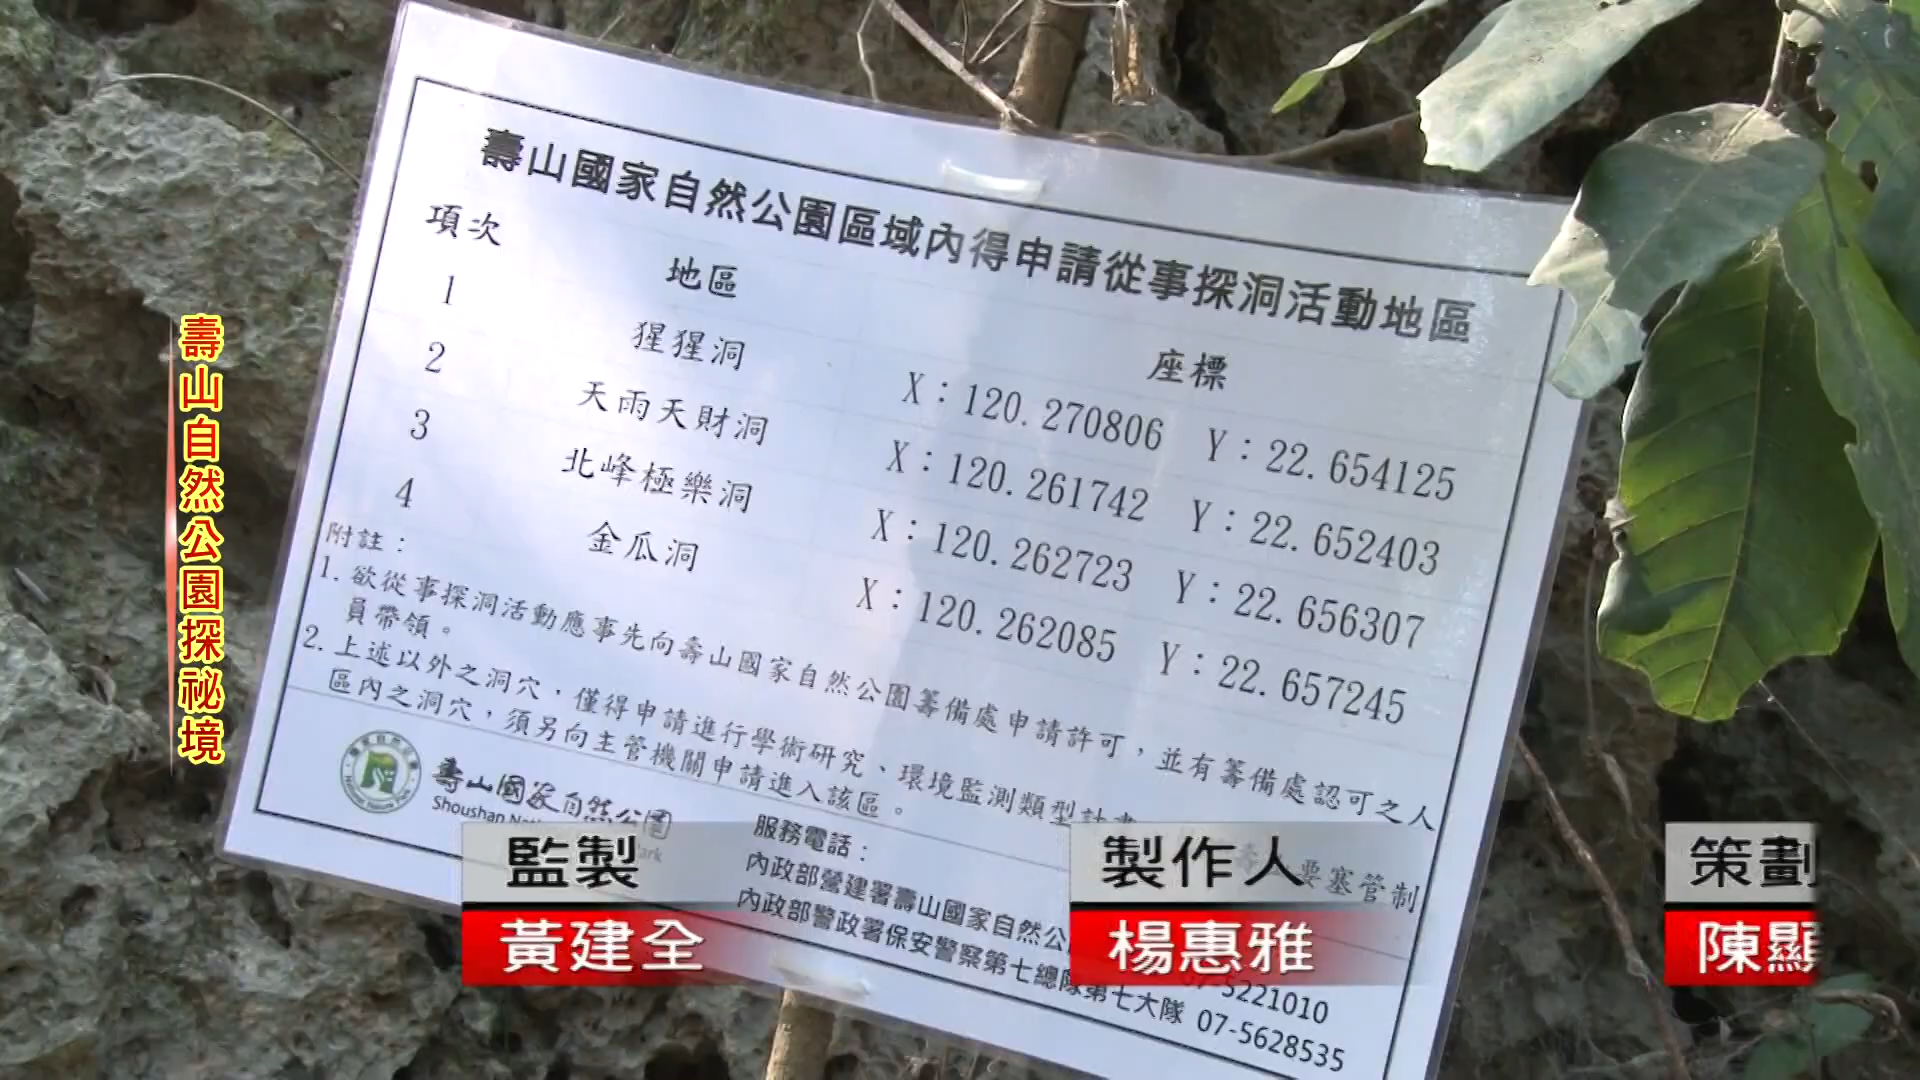 壽山國家自然公園區域內得申請從事探洞活動地區
項次 地區 座標
1 猩猩洞 X：120.270806 Y：22.654125
2 天雨天財洞 X：120.261742 Y：22.652403
3 北峰極樂洞 X：120.262723 Y：22.656307
4 金瓜洞 X：120.262085 Y：22.657245
附註：
1. 欲從事探洞活動應事先向壽山國家自然公園籌備處申請許可，並有籌備處認可之人
員帶領。
2. 上述以外之洞穴，僅得申請進行學術研究、環境監測類型計畫
要塞管制
區內之洞穴，須另向主管機關申請進入該區。
壽山國家自然公園
Shoushan
服務電話：
內政部營建署壽山國家自然公
07-5221010
內政部警政署保安警察第七總隊第七大隊 07-5628535
壽山自然公園探祕境
監製
黃建全
製作人
楊惠雅
策劃
陳顯